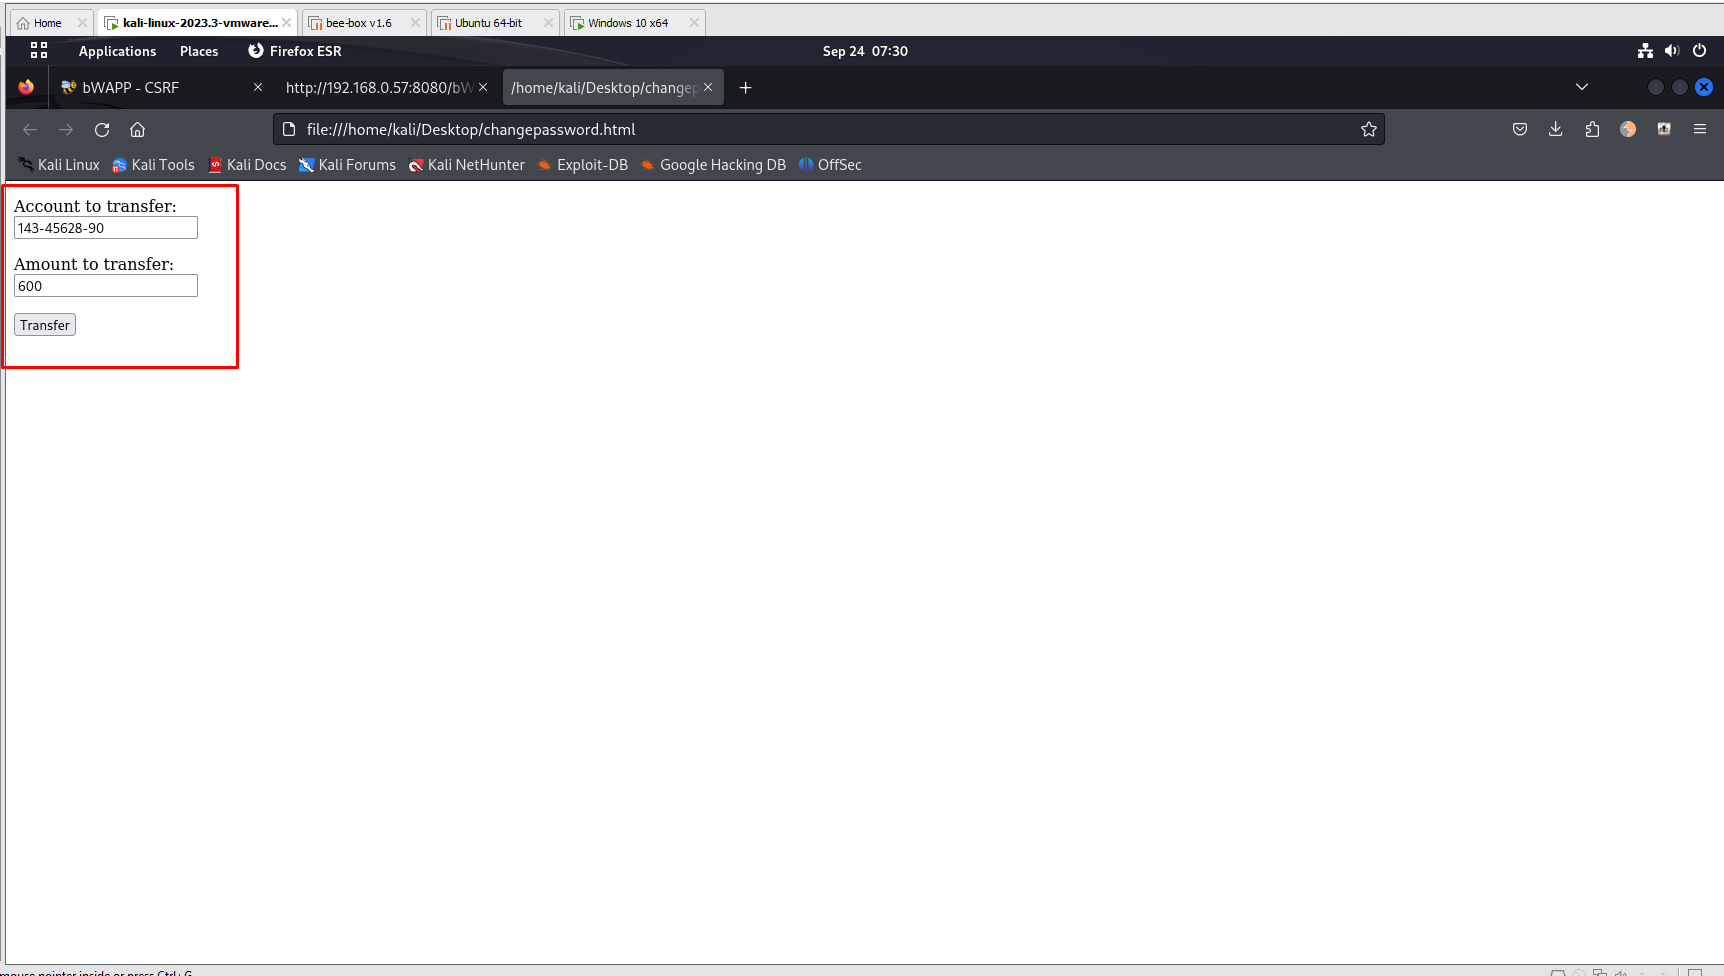 Home kali-linux-2023.3-vmware... bee-box v1.6 Ubuntu 64-bit Windows 10 x64
Applications Places Firefox ESR Sep 24 07:30
bWAPP - CSRF http://192.168.0.57:8080/bW /home/kali/Desktop/changep
file:///home/kali/Desktop/changepassword.html
Kali Linux Kali Tools Kali Docs Kali Forums Kali NetHunter Exploit-DB Google Hacking DB OffSec
Account to transfer:
143-45628-90
Amount to transfer:
600
Transfer
mouse pointer inside or press Ctrl+G